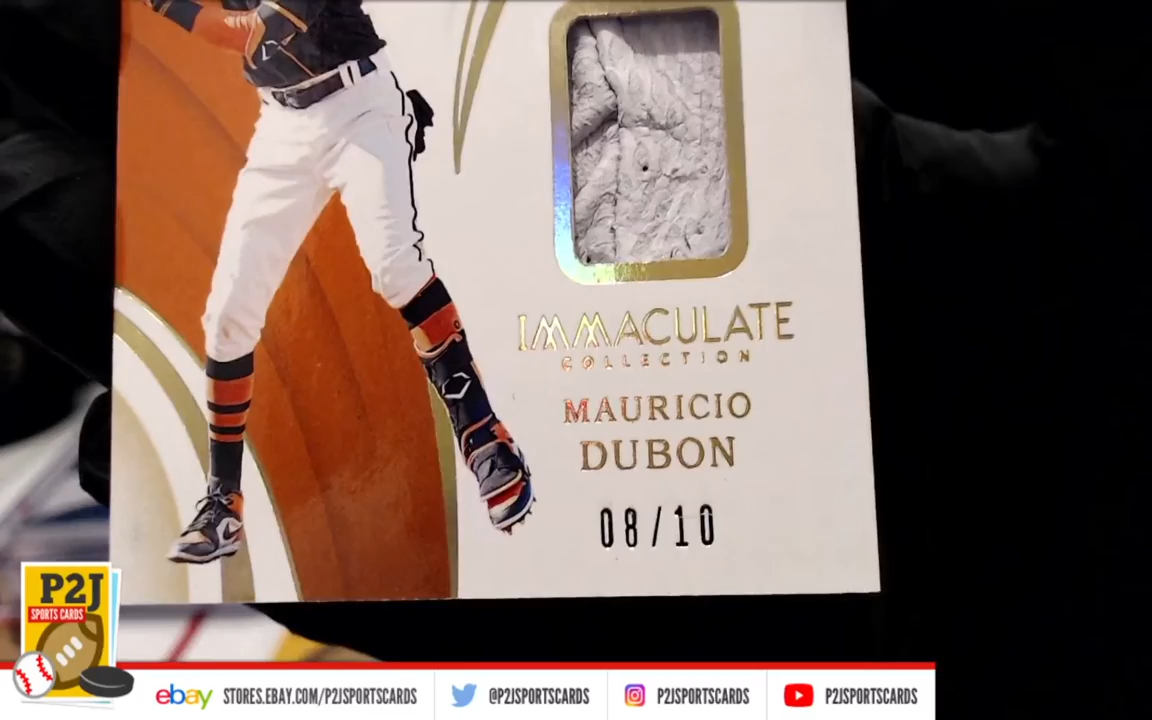 IMMACULATE
COLLECTION
MAURICIO
DUBON
08/10
P2J
SPORTS CARDS
ebay STORES.EBAY.COM/P2JSPORTSCARDS
@P2JSPORTSCARDS
P2JSPORTSCARDS
P2JSPORTSCARDS